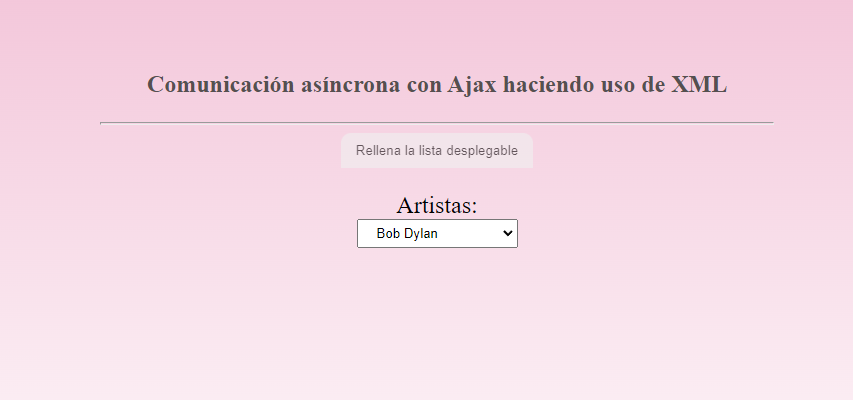 Comunicación asíncrona con Ajax haciendo uso de XML
Rellena la lista desplegable
Artistas:
Bob Dylan